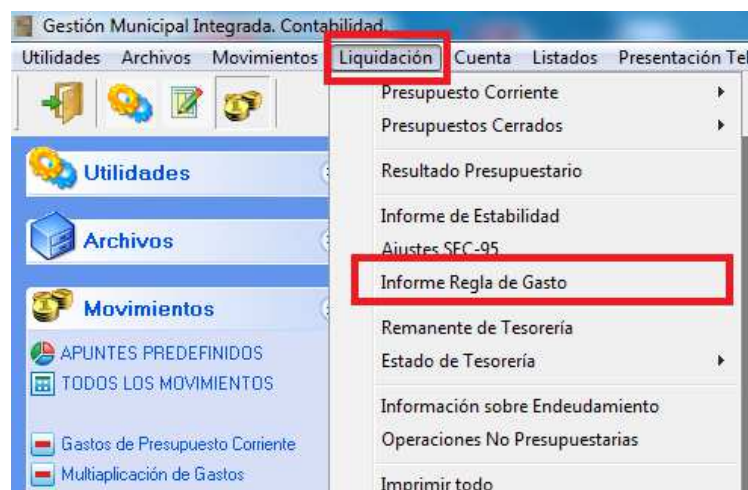 Gestión Municipal Integrada. Contabilidad.
Utilidades Archivos Movimientos Liquidación Cuenta Listados Presentación Tel
Presupuesto Corriente
Presupuestos Cerrados
Utilidades
Resultado Presupuestario
Informe de Estabilidad
Archivos
Ajustes SEC-95
Informe Regla de Gasto
Movimientos
Remanente de Tesorería
APUNTES PREDEFINIDOS
Estado de Tesorería
TODOS LOS MOVIMIENTOS
Información sobre Endeudamiento
Gastos de Presupuesto Corriente
Operaciones No Presupuestarias
Multiaplicación de Gastos
Imprimir todo